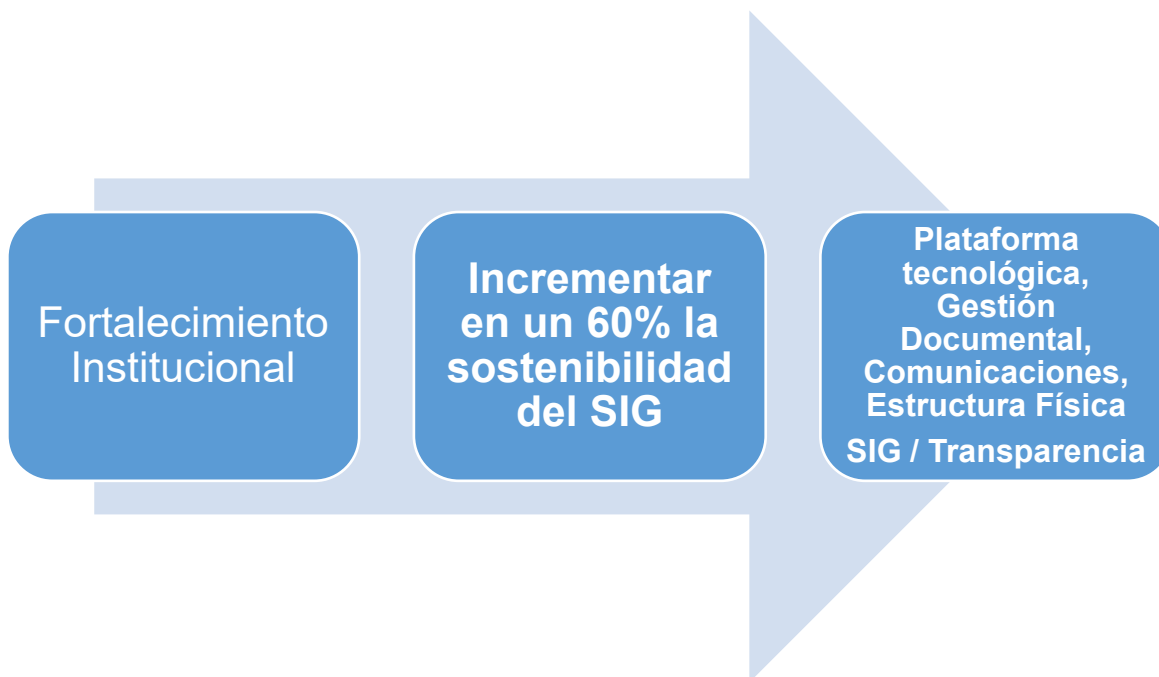 Fortalecimiento
Institucional
Incrementar
en un 60% la
sostenibilidad
del SIG
Plataforma
tecnológica,
Gestión
Documental,
Comunicaciones,
Estructura Física
SIG / Transparencia